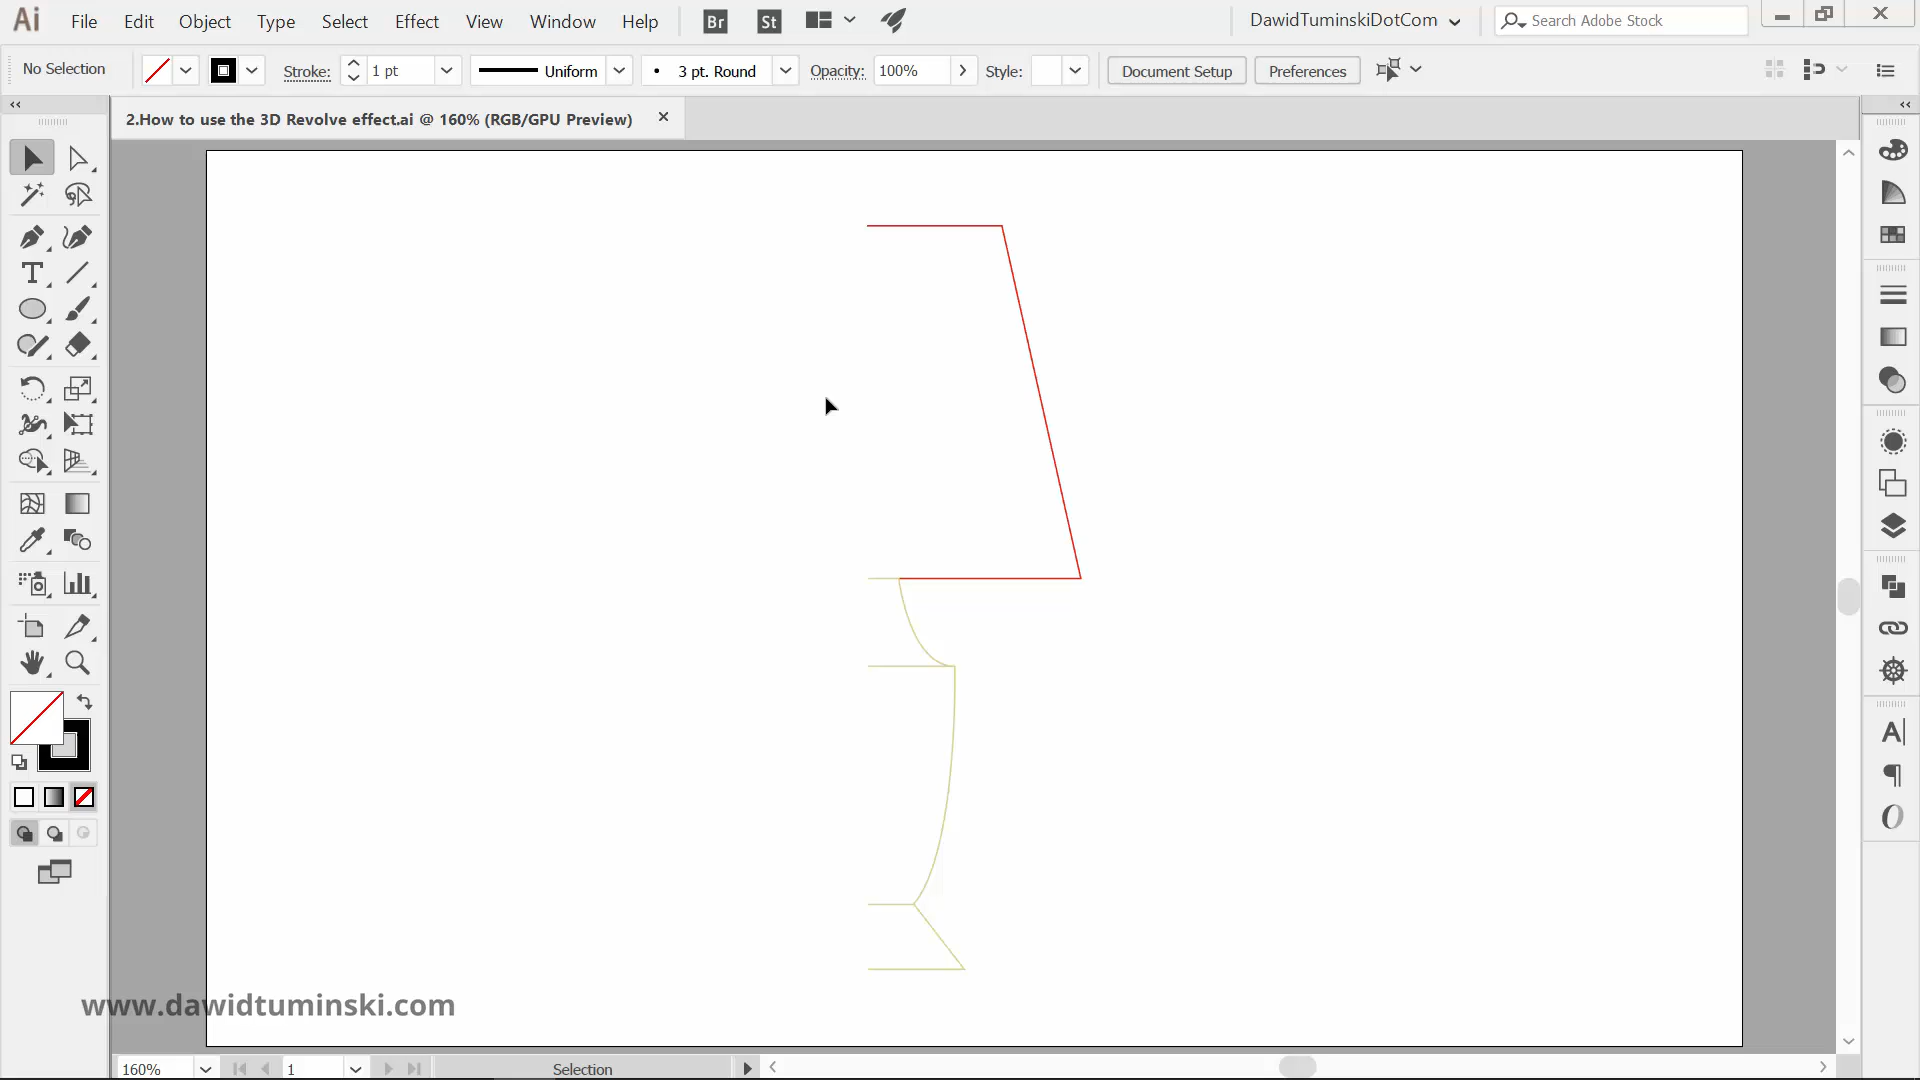 Ai File Edit Object Type Select Effect View Window Help Br St DawidTuminskiDotCom Search Adobe Stock
No Selection Stroke: 1 pt Uniform 3 pt. Round Opacity: 100% Style: Document Setup Preferences
2.How to use the 3D Revolve effect.ai @ 160% (RGB/GPU Preview)
www.dawidtuminski.com
160% 1 Selection